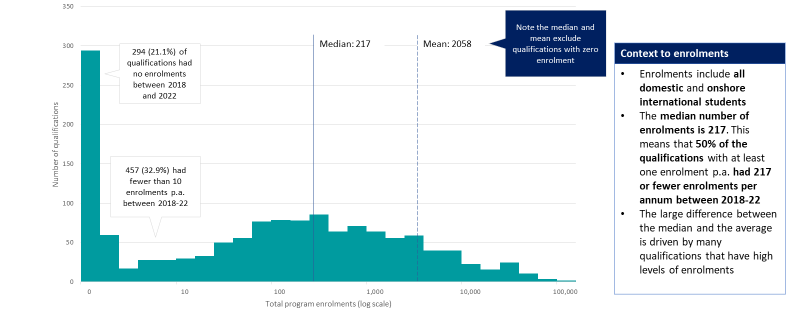 350
300
250
200
150
100
50
0
Number of qualifications
294 (21.1%) of
qualifications had
no enrolments
between 2018
and 2022
457 (32.9%) had
fewer than 10
enrolments p.a.
between 2018-22
Median: 217
Mean: 2058
Note the median and
mean exclude
qualifications with zero
enrolment
0
10
100
1,000
10,000
100,000
Total program enrolments (log scale)
Context to enrolments
• Enrolments include all
domestic and onshore
international students
• The median number of
enrolments is 217. This
means that 50% of the
qualifications with at least
one enrolment p.a. had 217
or fewer enrolments per
annum between 2018-22
• The large difference between
the median and the average
is driven by many
qualifications that have high
levels of enrolments